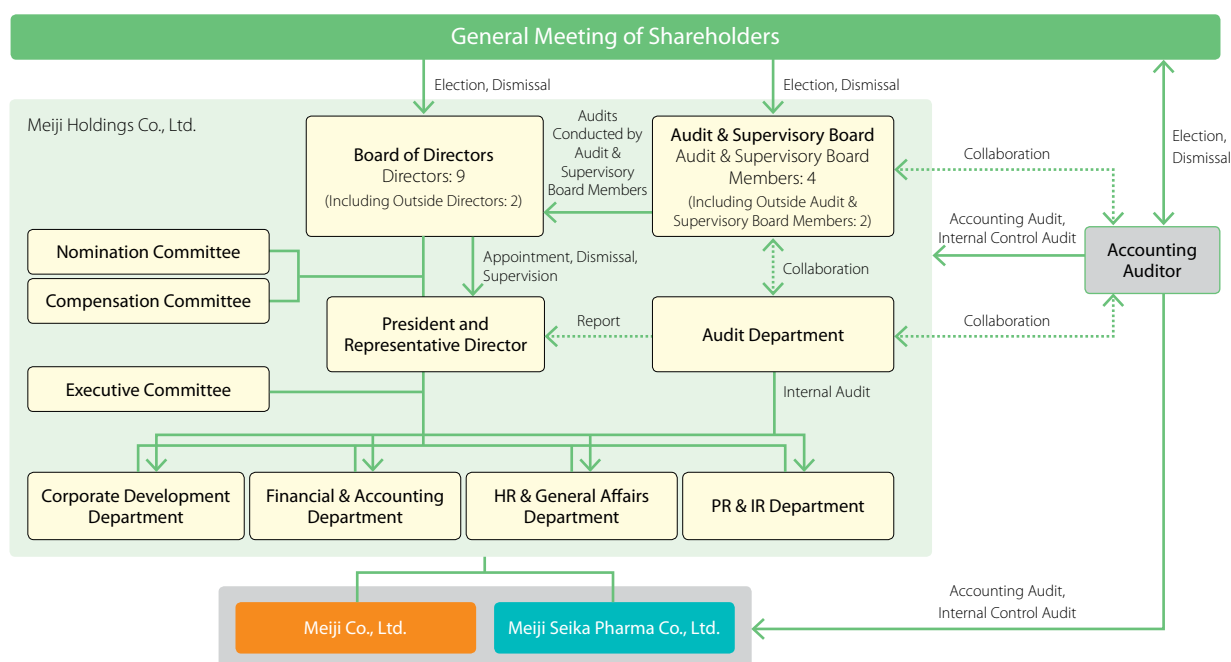 General Meeting of Shareholders
Election, Dismissal
Election, Dismissal
Election,
Dismissal
Meiji Holdings Co., Ltd.
Board of Directors
Directors: 9
(Including Outside Directors: 2)
Audits
Conducted by
Audit &
Supervisory
Board Members
Audit & Supervisory Board
Audit & Supervisory Board
Members: 4
(Including Outside Audit &
Supervisory Board Members: 2)
Collaboration
Accounting Audit,
Internal Control Audit
Accounting
Auditor
Nomination Committee
Compensation Committee
Appointment, Dismissal,
Supervision
Collaboration
President and
Representative Director
Report
Audit Department
Collaboration
Executive Committee
Internal Audit
Corporate Development
Department
Financial & Accounting
Department
HR & General Affairs
Department
PR & IR Department
Meiji Co., Ltd.
Meiji Seika Pharma Co., Ltd.
Accounting Audit,
Internal Control Audit